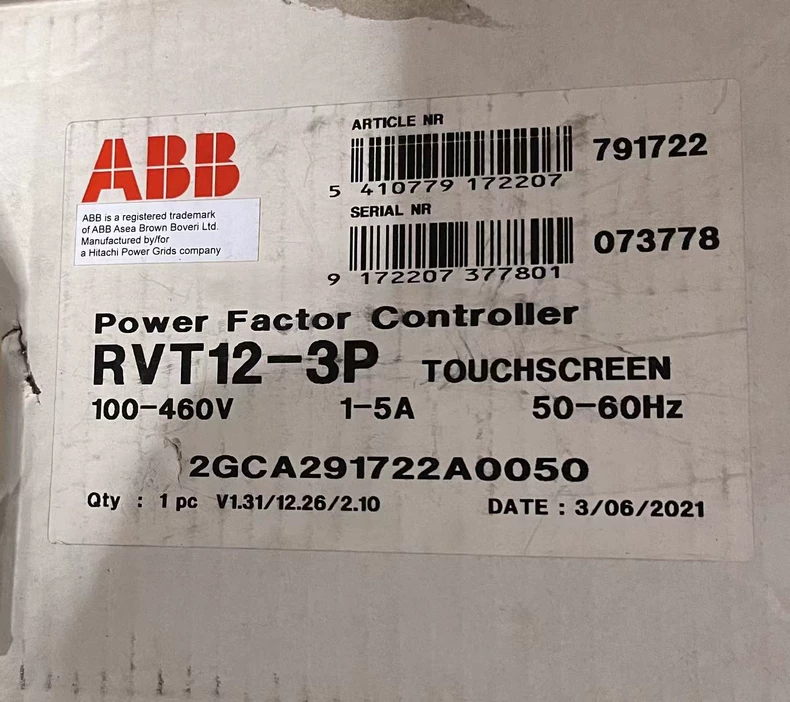 ABB
ABB is a registered trademark
of ABB Asea Brown Boveri Ltd.
Manufactured by/for
a Hitachi Power Grids company
ARTICLE NR
791722
5 410779 172207
SERIAL NR
073778
9 172207 377801
Power Factor Controller
RVT12-3P TOUCHSCREEN
100-460V 1-5A 50-60Hz
2GCA291722A0050
Qty : 1 pc V1.31/12.26/2.10 DATE : 3/06/2021